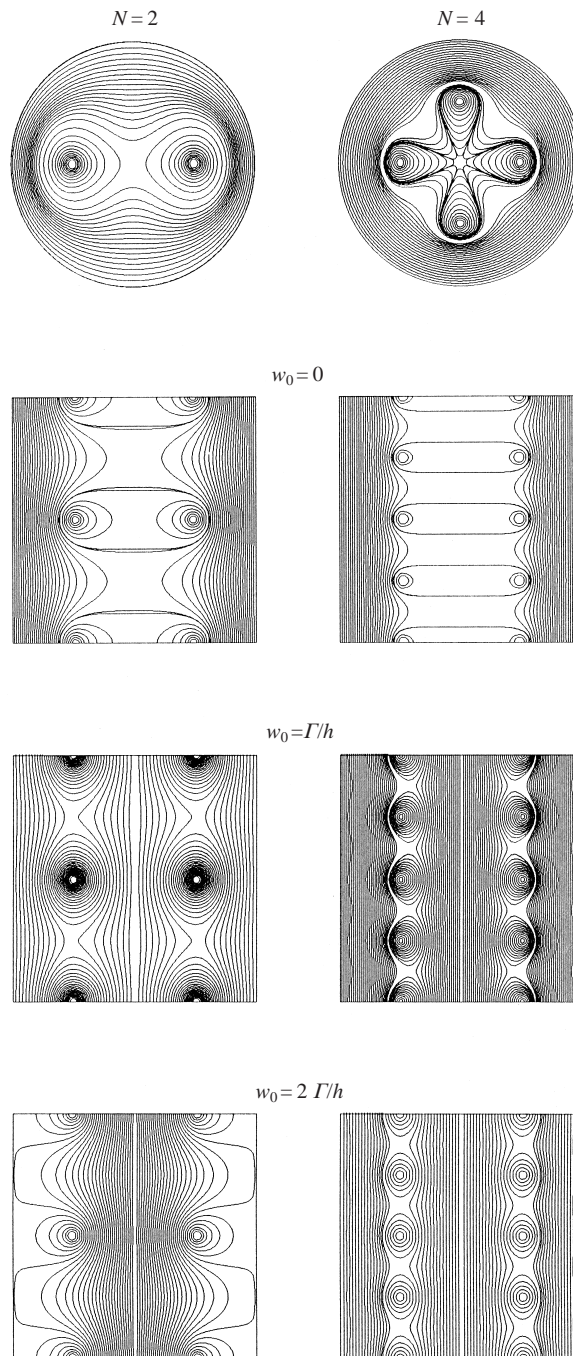 N = 2
N = 4
w₀ = 0
w₀ = Γ/h
w₀ = 2 Γ/h